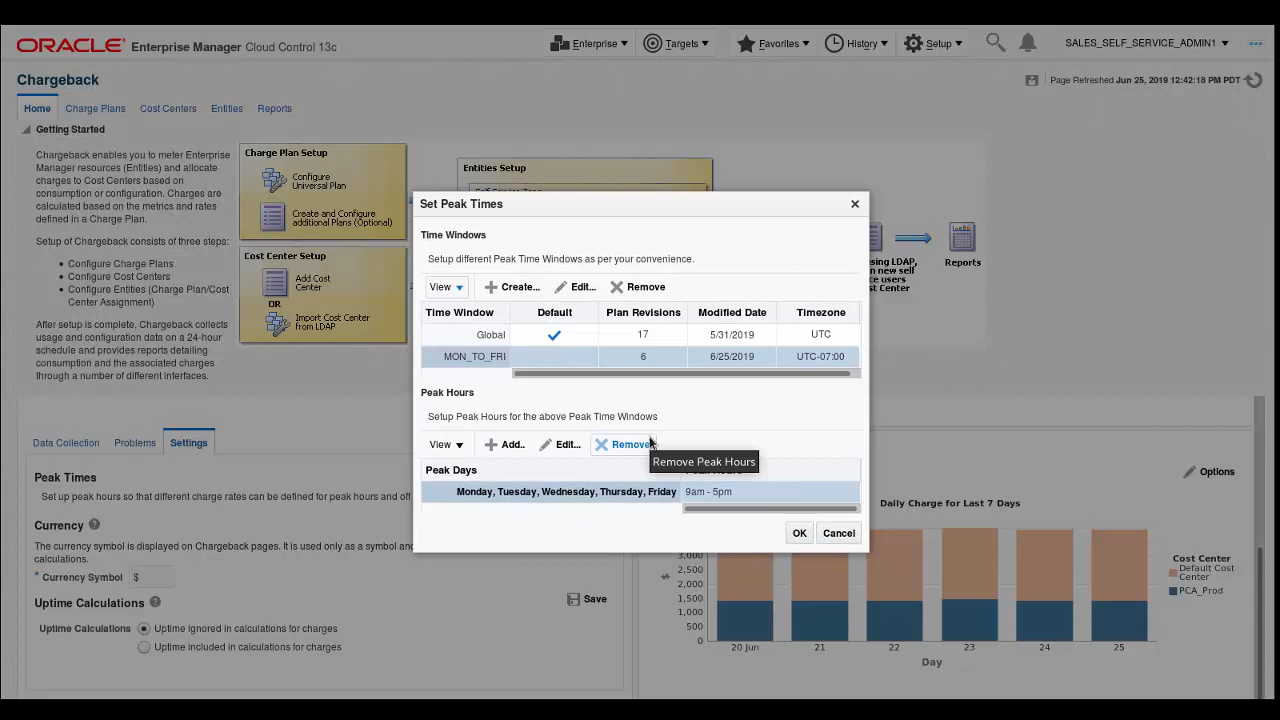 ORACLE Enterprise Manager Cloud Control 13c
Enterprise Targets Favorites History Setup SALES_SELF_SERVICE_ADMIN1
Chargeback
Page Refreshed Jun 25, 2019 12:42:18 PM PDT
Home Charge Plans Cost Centers Entities Reports
Getting Started
Chargeback enables you to meter Enterprise
Manager resources (Entities) and allocate
charges to Cost Centers based on
consumption or configuration. Charges are
calculated based on the metrics and rates
defined in a Charge Plan.
Setup of Chargeback consists of three steps:
• Configure Charge Plans
• Configure Cost Centers
• Configure Entities (Charge Plan/Cost
Center Assignment)
After setup is complete, Chargeback collects
usage and configuration data on a 24-hour
schedule and provides reports detailing
consumption and the associated charges
through a number of different interfaces.
Charge Plan Setup
Configure
Universal Plan
Create and Configure
additional Plans (Optional)
Cost Center Setup
Add Cost
Center
OR
Import Cost Center
from LDAP
Entities Setup
using LDAP,
n new self
ce users
st Center
Reports
Set Peak Times
Time Windows
Setup different Peak Time Windows as per your convenience.
View Create... Edit... Remove
Time Window Default Plan Revisions Modified Date Timezone
Global 17 5/31/2019 UTC
MON_TO_FRI 6 6/25/2019 UTC-07:00
Peak Hours
Setup Peak Hours for the above Peak Time Windows
View Add.. Edit... Remove
Remove Peak Hours
Peak Days
Monday, Tuesday, Wednesday, Thursday, Friday 9am - 5pm
OK Cancel
Data Collection Problems Settings
Peak Times
Set up peak hours so that different charge rates can be defined for peak hours and off
Currency
The currency symbol is displayed on Chargeback pages. It is used only as a symbol and
calculations.
* Currency Symbol $
Uptime Calculations
Save
Uptime Calculations Uptime ignored in calculations for charges
Uptime included in calculations for charges
Options
Daily Charge for Last 7 Days
3,000
2,500
2,000
1,500
1,000
500
0
$
20 Jun 21 22 23 24 25
Day
Cost Center
Default Cost
Center
PCA_Prod